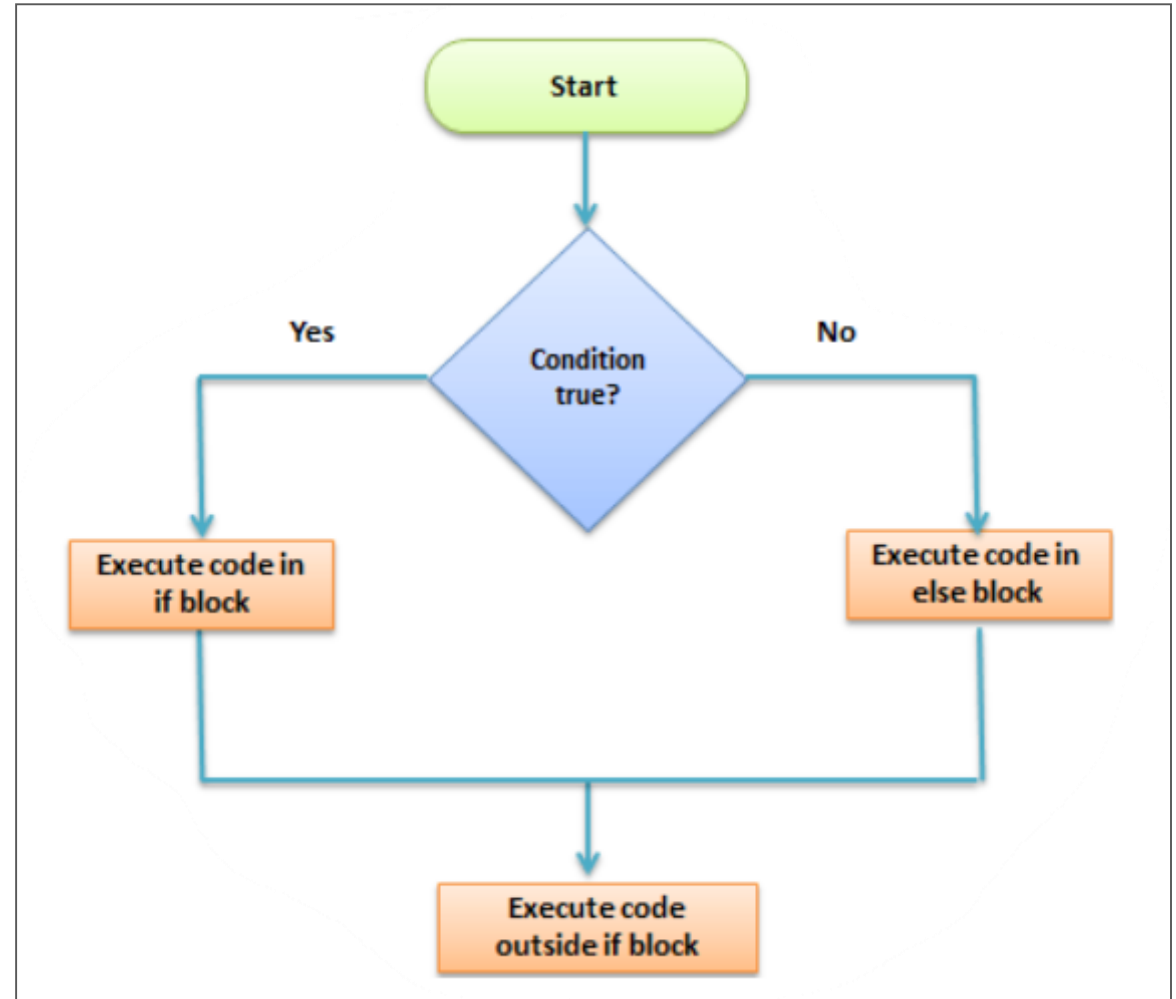 Start
Yes
No
Condition
true?
Execute code in
if block
Execute code in
else block
Execute code
outside if block